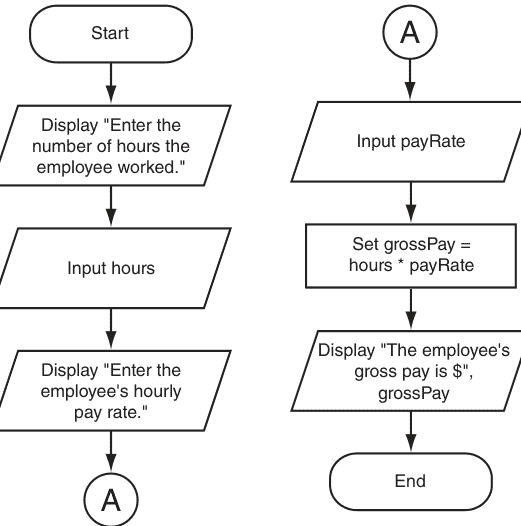 Start
Display "Enter the
number of hours the
employee worked."
Input hours
Display "Enter the
employee's hourly
pay rate."
A
A
Input payRate
Set grossPay =
hours * payRate
Display "The employee's
gross pay is $",
grossPay
End